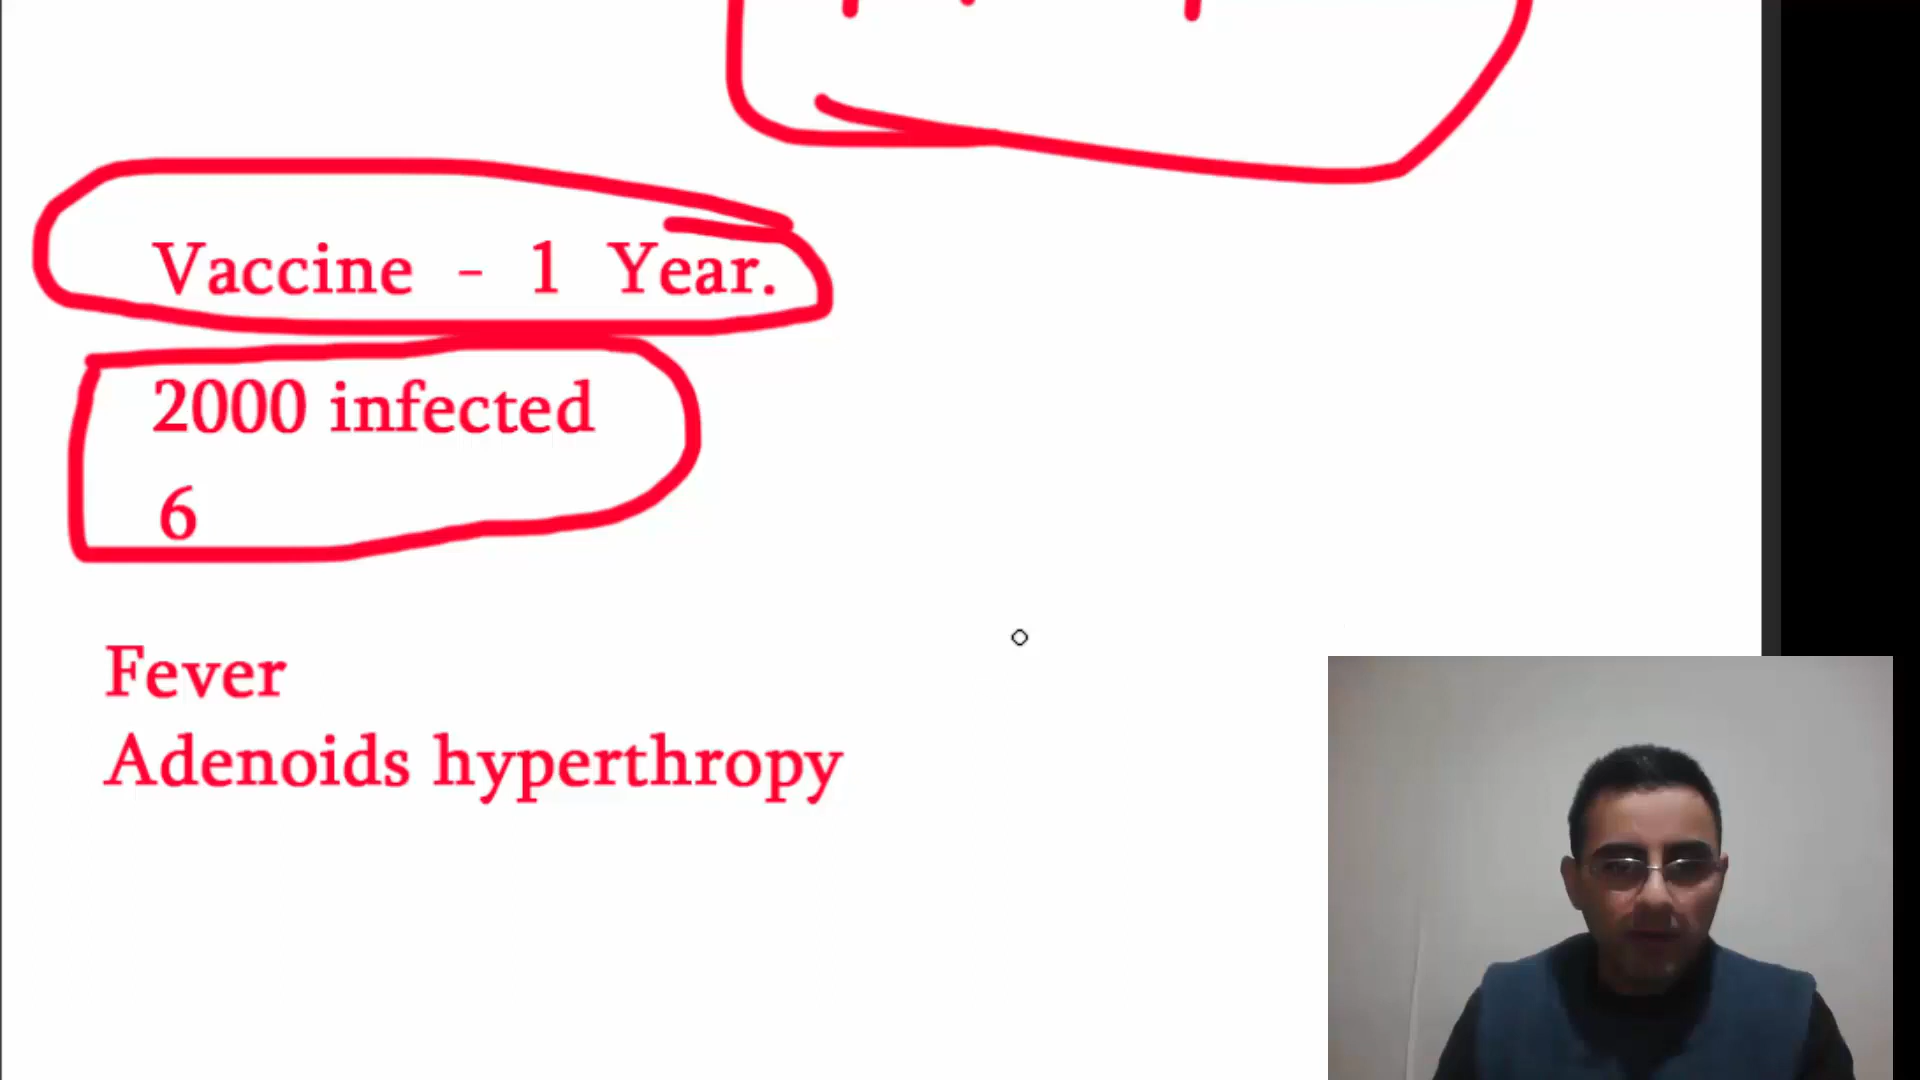 Vaccine - 1 Year.
2000 infected
6
Fever
Adenoids hyperthropy